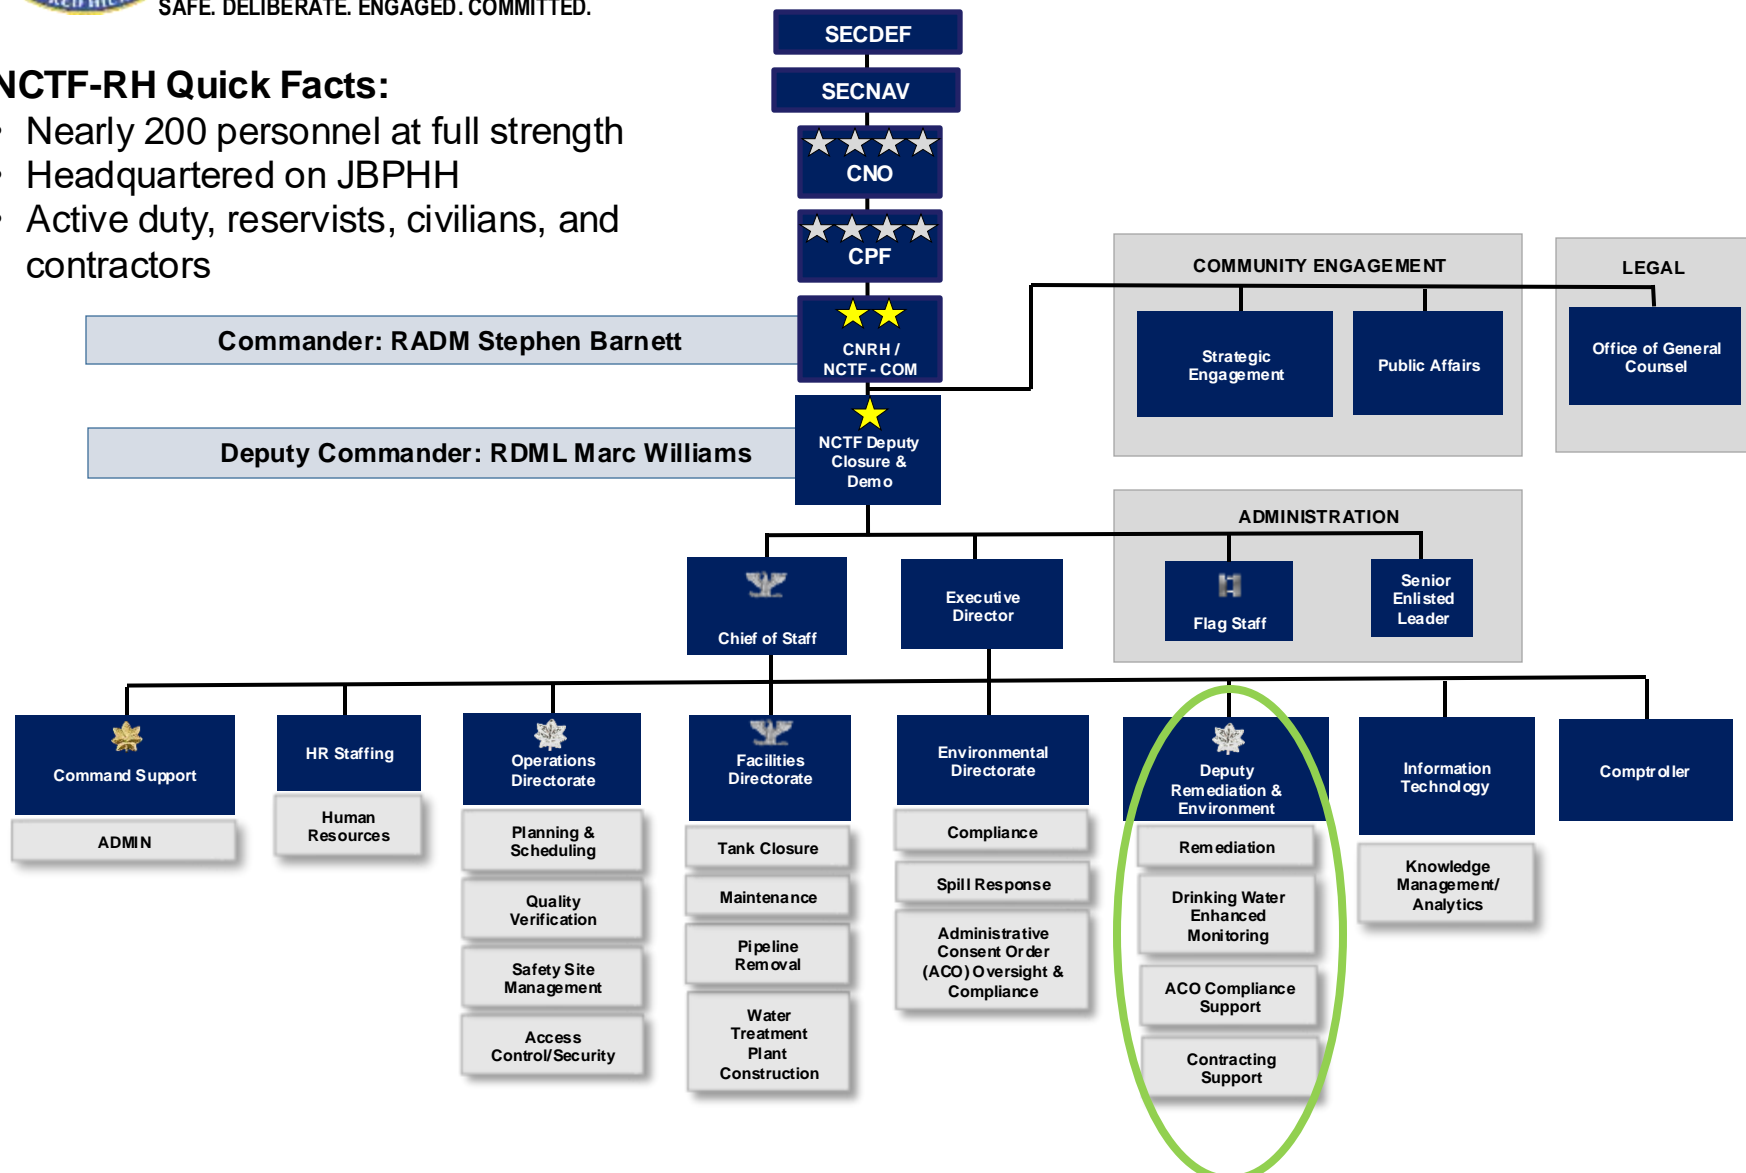 SAFE. DELIBERATE. ENGAGED. COMMITTED.
NCTF-RH Quick Facts:
• Nearly 200 personnel at full strength
• Headquartered on JBPHH
• Active duty, reservists, civilians, and
contractors
SECDEF
SECNAV
CNO
CPF
Commander: RADM Stephen Barnett
CNRH /
NCTF - COM
Deputy Commander: RDML Marc Williams
NCTF Deputy
Closure &
Demo
COMMUNITY ENGAGEMENT
Strategic
Engagement
Public Affairs
LEGAL
Office of General
Counsel
ADMINISTRATION
Chief of Staff
Executive
Director
Flag Staff
Senior
Enlisted
Leader
Command Support
ADMIN
HR Staffing
Human
Resources
Operations
Directorate
Planning &
Scheduling
Quality
Verification
Safety Site
Management
Access
Control/Security
Facilities
Directorate
Tank Closure
Maintenance
Pipeline
Removal
Water
Treatment
Plant
Construction
Environmental
Directorate
Compliance
Spill Response
Administrative
Consent Order
(ACO) Oversight &
Compliance
Deputy
Remediation &
Environment
Remediation
Drinking Water
Enhanced
Monitoring
ACO Compliance
Support
Contracting
Support
Information
Technology
Knowledge
Management/
Analytics
Comptroller